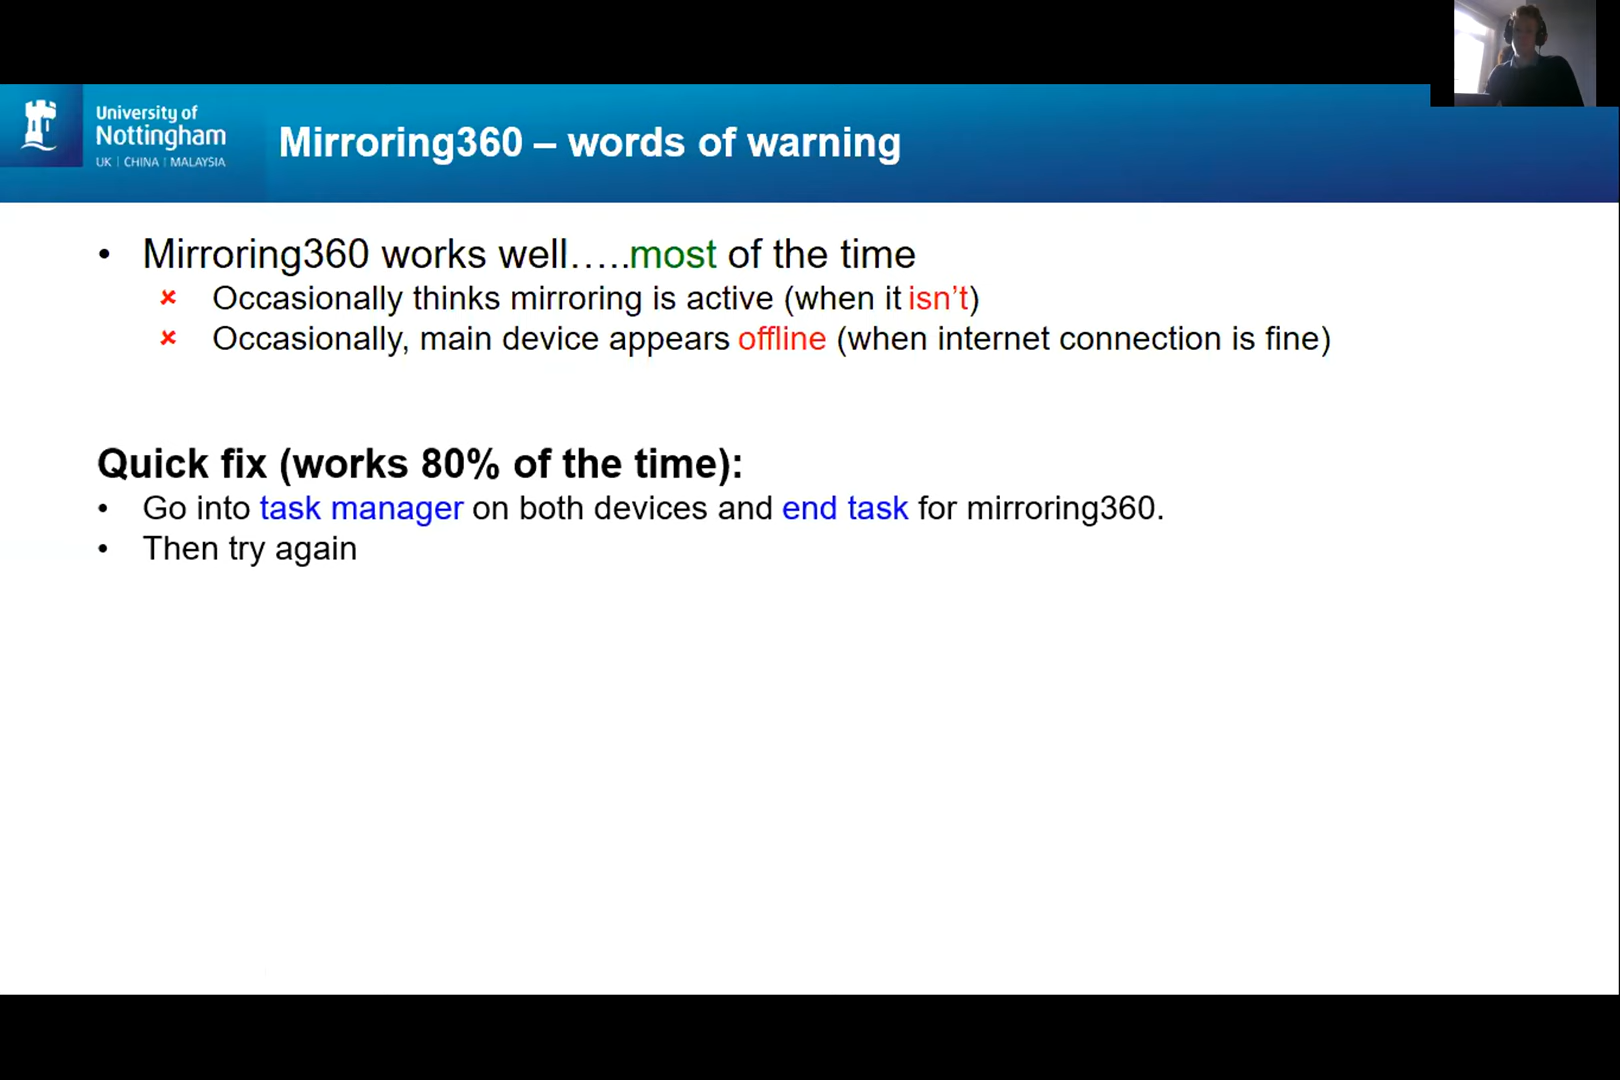 University of
Nottingham
UK | CHINA | MALAYSIA
Mirroring360 – words of warning
• Mirroring360 works well…..most of the time
✘ Occasionally thinks mirroring is active (when it isn’t)
✘ Occasionally, main device appears offline (when internet connection is fine)
Quick fix (works 80% of the time):
• Go into task manager on both devices and end task for mirroring360.
• Then try again